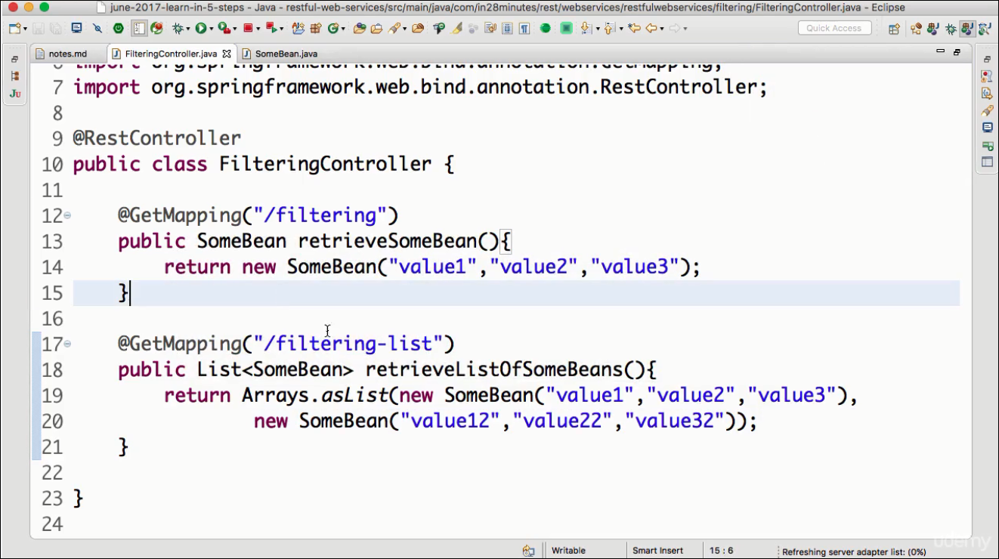 june-2017-learn-in-5-steps - Java - restful-web-services/src/main/java/com/in28minutes/rest/webservices/restfulwebservices/filtering/FilteringController.java - Eclipse
Quick Access
notes.md FilteringController.java SomeBean.java
6 import org.springframework.web.bind.annotation.GetMapping;
7 import org.springframework.web.bind.annotation.RestController;
8
9 @RestController
10 public class FilteringController {
11
12 @GetMapping("/filtering")
13 public SomeBean retrieveSomeBean(){
14 return new SomeBean("value1","value2","value3");
15 }
16
17 @GetMapping("/filtering-list")
18 public List<SomeBean> retrieveListOfSomeBeans(){
19 return Arrays.asList(new SomeBean("value1","value2","value3"),
20 new SomeBean("value12","value22","value32"));
21 }
22
23 }
24
Ju
udemy
Writable Smart Insert 15 : 6 Refreshing server adapter list: (0%)